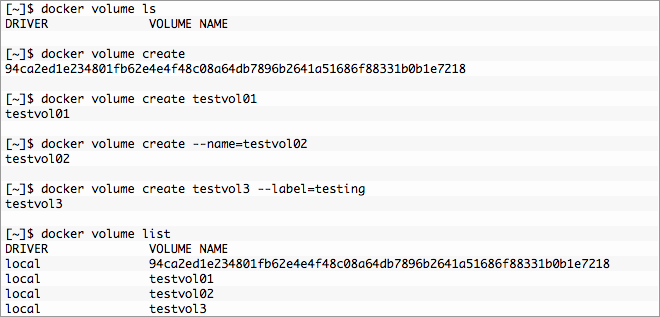 [~]$ docker volume ls
DRIVER              VOLUME NAME
[~]$ docker volume create
94ca2ed1e234801fb62e4e4f48c08a64db7896b2641a51686f88331b0b1e7218
[~]$ docker volume create testvol01
testvol01
[~]$ docker volume create --name=testvol02
testvol02
[~]$ docker volume create testvol3 --label=testing
testvol3
[~]$ docker volume list
DRIVER              VOLUME NAME
local               94ca2ed1e234801fb62e4e4f48c08a64db7896b2641a51686f88331b0b1e7218
local               testvol01
local               testvol02
local               testvol3